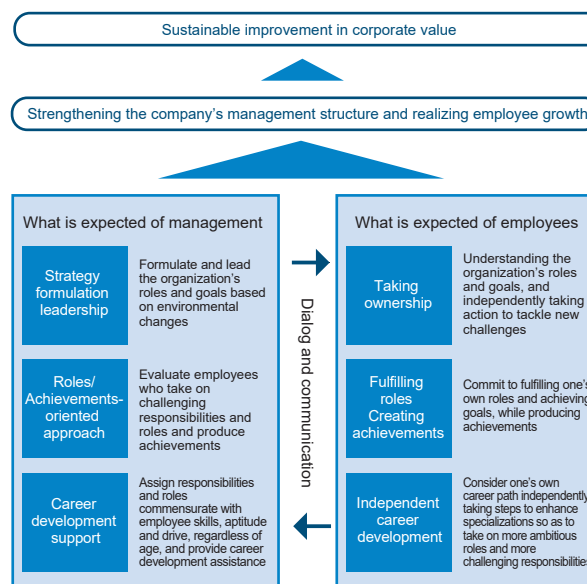 Sustainable improvement in corporate value
Strengthening the company's management structure and realizing employee growth
What is expected of management
Strategy
formulation
leadership
Formulate and lead
the organization's
roles and goals based
on environmental
changes
Roles/
Achievements-
oriented
approach
Evaluate employees
who take on
challenging
responsibilities and
roles and produce
achievements
Career
development
support
Assign responsibilities
and roles
commensurate with
employee skills, aptitude
and drive, regardless of
age, and provide career
development assistance
Dialog and communication
What is expected of employees
Taking
ownership
Understanding the
organization's roles
and goals, and
independently taking
action to tackle new
challenges
Fulfilling
roles
Creating
achievements
Commit to fulfilling one's
own roles and achieving
goals, while producing
achievements
Independent
career
development
Consider one's own
career path independently,
taking steps to enhance
specializations so as to
take on more ambitious
roles and more
challenging responsibilities